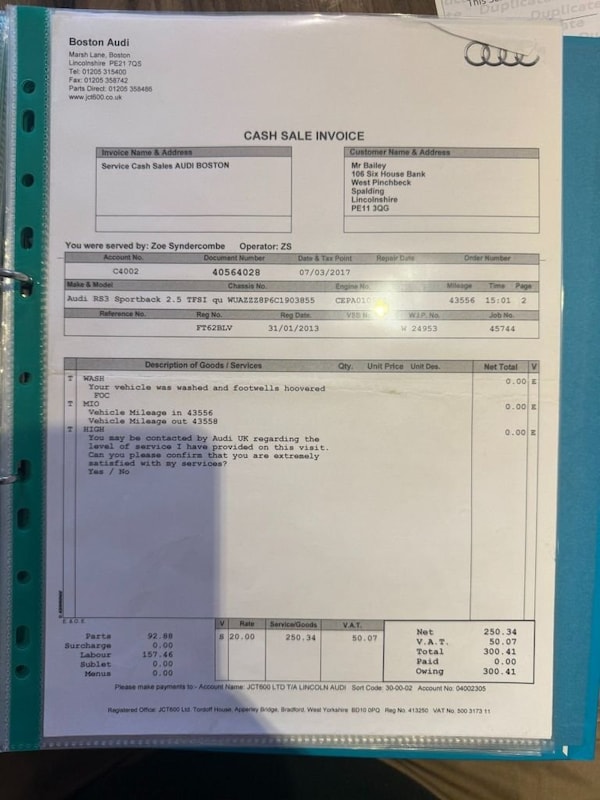 Boston Audi
Marsh Lane, Boston
Lincolnshire PE21 7QS
Tel: 01205 315400
Fax: 01205 358742
Parts Direct: 01205 358486
www.jct600.co.uk
CASH SALE INVOICE
Invoice Name & Address
Service Cash Sales AUDI BOSTON
Customer Name & Address
Mr Bailey
106 Six House Bank
West Pinchbeck
Spalding
Lincolnshire
PE11 3QG
You were served by: Zoe Syndercombe Operator: ZS
Account No. Document Number Date & Tax Point Repair Date Order Number
C4002 40564028 07/03/2017
Make & Model Chassis No. Engine No. Mileage Time Page
Audi RS3 Sportback 2.5 TFSI qu WUAZZZ8P6C1903855 CEPA010 43556 15:01 2
Reference No. Reg No. Reg Date. VSB No. W.I.P. No. Job No.
FT62BLV 31/01/2013 W 24953 45744
Description of Goods / Services Qty. Unit Price Unit Des. Net Total V
T WASH 0.00 E
Your vehicle was washed and footwells hoovered
FOC
T MIO 0.00 E
Vehicle Mileage in 43556
Vehicle Mileage out 43558
T HIGH 0.00 E
You may be contacted by Audi UK regarding the
level of service I have provided on this visit.
Can you please confirm that you are extremely
satisfied with my services?
Yes / No
E. & O. E.
Parts 92.88
Surcharge 0.00
Labour 157.46
Sublet 0.00
Menus 0.00
V Rate Service/Goods V.A.T.
S 20.00 250.34 50.07
Net 250.34
V.A.T. 50.07
Total 300.41
Paid 0.00
Owing 300.41
Please make payments to - Account Name: JCT600 LTD T/A LINCOLN AUDI Sort Code: 30-00-02 Account No: 04002305
Registered Office: JCT600 Ltd. Tordoff House, Apperley Bridge, Bradford, West Yorkshire BD10 0PQ Reg No. 413250 VAT No. 500 3173 11
Duplicate